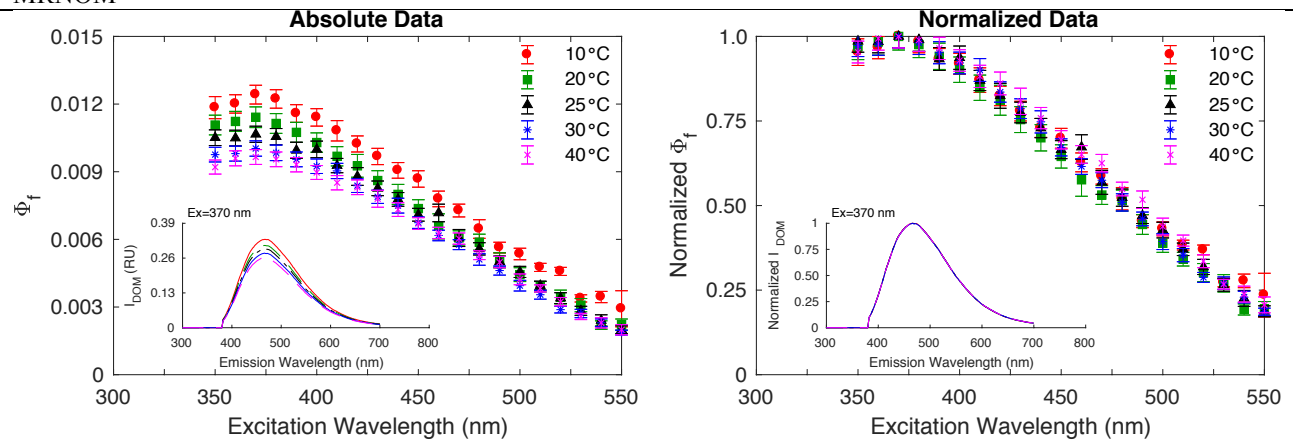 MRNOM
Absolute Data
Normalized Data
0.015
0.012
0.009
0.006
0.003
0
Φf
10°C
20°C
25°C
30°C
40°C
Ex=370 nm
0.39
0.26
0.13
0
IDOM (RU)
300 400 500 600 700 800
Emission Wavelength (nm)
300 350 400 450 500 550
Excitation Wavelength (nm)
1.0
0.75
0.50
0.25
0
Normalized Φf
10°C
20°C
25°C
30°C
40°C
Ex=370 nm
1
0.75
0.50
0.25
0
Normalized I DOM
300 400 500 600 700 800
Emission Wavelength (nm)
300 350 400 450 500 550
Excitation Wavelength (nm)